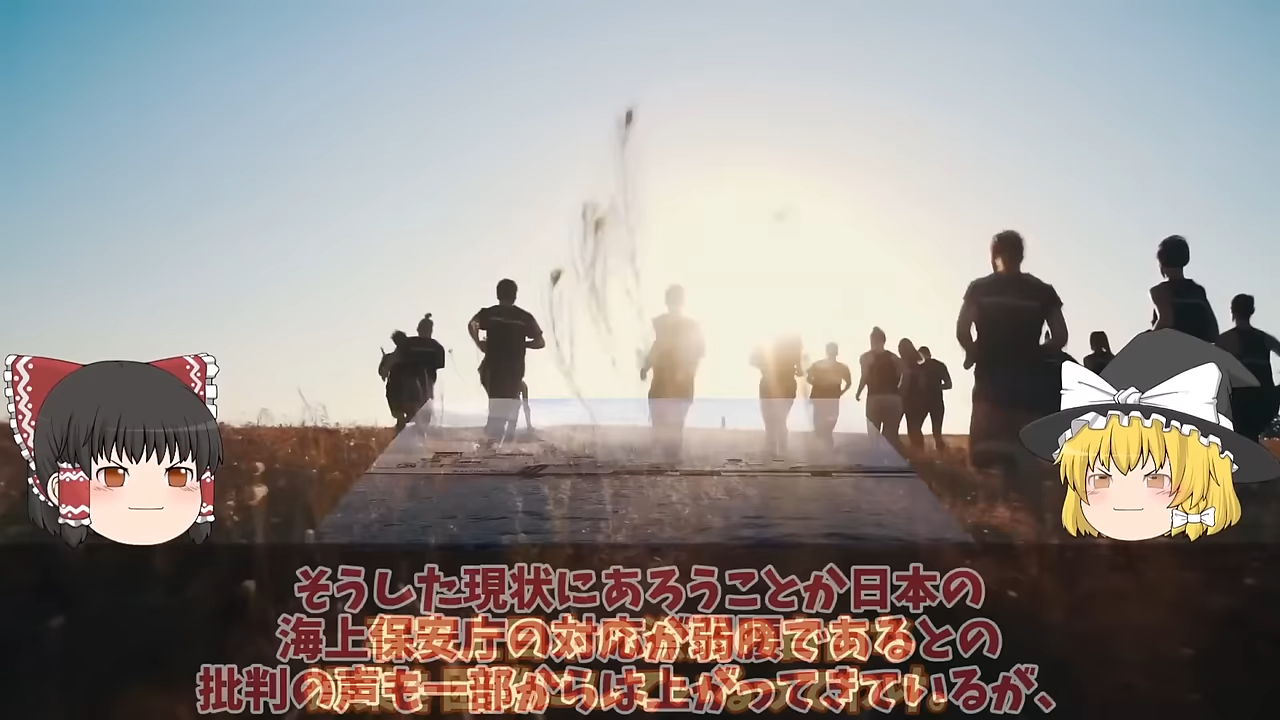 そうした現状にあろうことか日本の
海上保安庁の対応が弱腰であるとの
批判の声も一部からは上がってきているが、